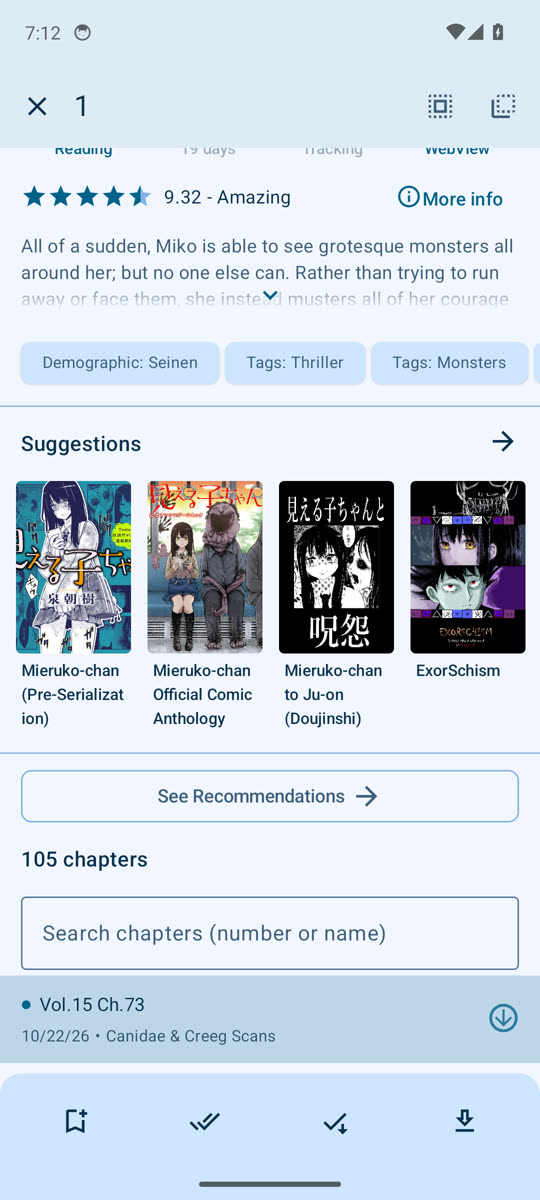 7:12
1
Reading
19 days
Tracking
WebView
9.32 - Amazing
More info
All of a sudden, Miko is able to see grotesque monsters all
around her; but no one else can. Rather than trying to run
away or face them, she instead musters all of her courage
Demographic: Seinen
Tags: Thriller
Tags: Monsters
Suggestions
見える子ちゃ
泉朝樹
見える子ちゃん
見える子ちゃんと
呪怨
EXORSCHISM
Mieruko-chan
(Pre-Serializat
ion)
Mieruko-chan
Official Comic
Anthology
Mieruko-chan
to Ju-on
(Doujinshi)
ExorSchism
See Recommendations
105 chapters
Search chapters (number or name)
Vol.15 Ch.73
10/22/26 • Canidae & Creeg Scans